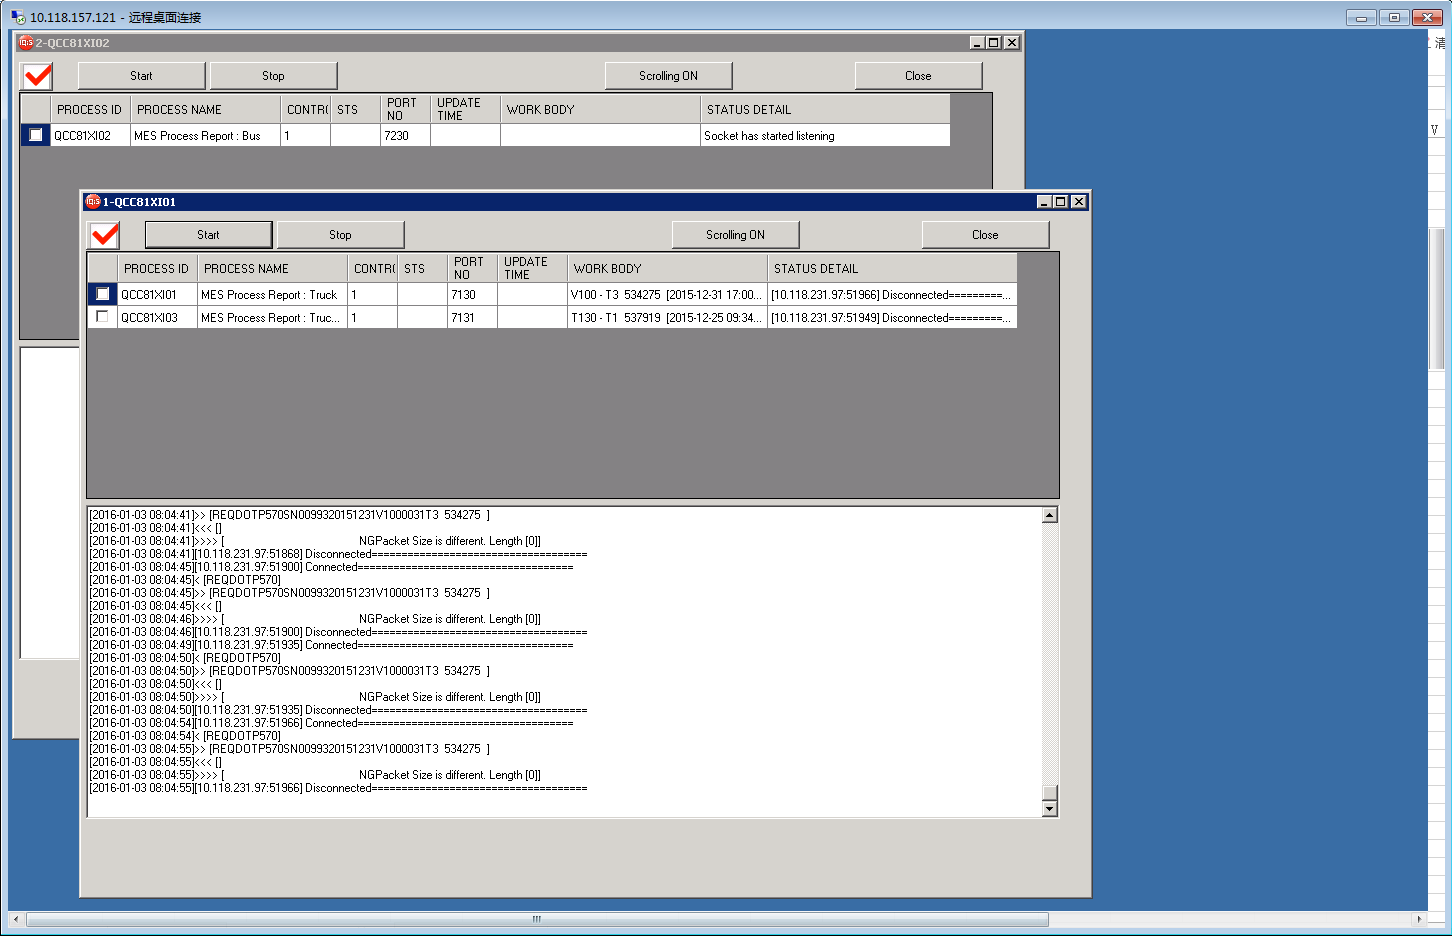 10.118.157.121 - 远程桌面连接
清
2-QCC81XI02
Start Stop Scrolling ON Close
PROCESS ID PROCESS NAME CONTR( STS PORT NO UPDATE TIME WORK BODY STATUS DETAIL
QCC81XI02 MES Process Report : Bus 1 7230 Socket has started listening
V
IQIS 1-QCC81XI01
Start Stop Scrolling ON Close
PROCESS ID PROCESS NAME CONTR( STS PORT NO UPDATE TIME WORK BODY STATUS DETAIL
QCC81XI01 MES Process Report : Truck 1 7130 V100 - T3 534275 [2015-12-31 17:00... [10.118.231.97:51966] Disconnected=========...
QCC81XI03 MES Process Report : Truc... 1 7131 T130 - T1 537919 [2015-12-25 09:34... [10.118.231.97:51949] Disconnected=========...
[2016-01-03 08:04:41]>> [REQDOTP570SN0099320151231V1000031T3 534275 ]
[2016-01-03 08:04:41]<<< []
[2016-01-03 08:04:41]>>>> [ NGPacket Size is different. Length [0]]
[2016-01-03 08:04:41][10.118.231.97:51868] Disconnected====================================
[2016-01-03 08:04:45][10.118.231.97:51900] Connected====================================
[2016-01-03 08:04:45]< [REQDOTP570]
[2016-01-03 08:04:45]>> [REQDOTP570SN0099320151231V1000031T3 534275 ]
[2016-01-03 08:04:45]<<< []
[2016-01-03 08:04:46]>>>> [ NGPacket Size is different. Length [0]]
[2016-01-03 08:04:46][10.118.231.97:51900] Disconnected====================================
[2016-01-03 08:04:49][10.118.231.97:51935] Connected====================================
[2016-01-03 08:04:50]< [REQDOTP570]
[2016-01-03 08:04:50]>> [REQDOTP570SN0099320151231V1000031T3 534275 ]
[2016-01-03 08:04:50]<<< []
[2016-01-03 08:04:50]>>>> [ NGPacket Size is different. Length [0]]
[2016-01-03 08:04:50][10.118.231.97:51935] Disconnected====================================
[2016-01-03 08:04:54][10.118.231.97:51966] Connected====================================
[2016-01-03 08:04:54]< [REQDOTP570]
[2016-01-03 08:04:55]>> [REQDOTP570SN0099320151231V1000031T3 534275 ]
[2016-01-03 08:04:55]<<< []
[2016-01-03 08:04:55]>>>> [ NGPacket Size is different. Length [0]]
[2016-01-03 08:04:55][10.118.231.97:51966] Disconnected====================================